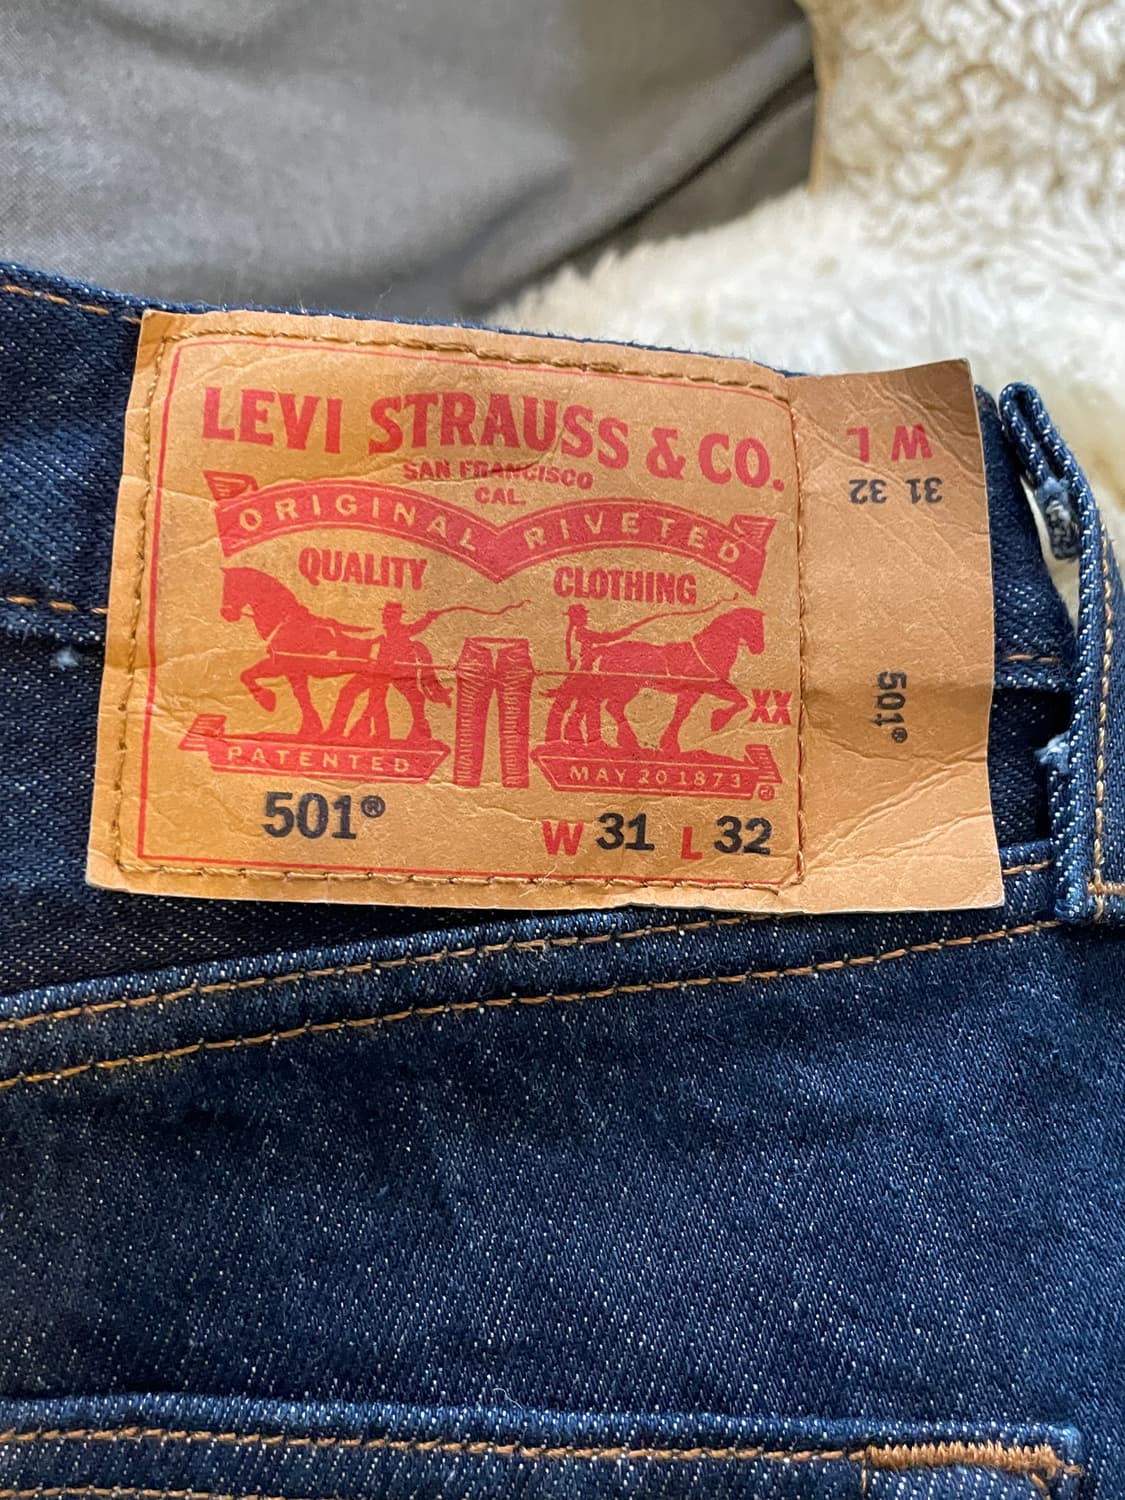 LEVI STRAUSS & CO.
SAN FRANCISCO
CAL.
ORIGINAL RIVETED
QUALITY CLOTHING
XX
PATENTED MAY 20 1873 ®
501® W 31 L 32
W L
31 32
501®